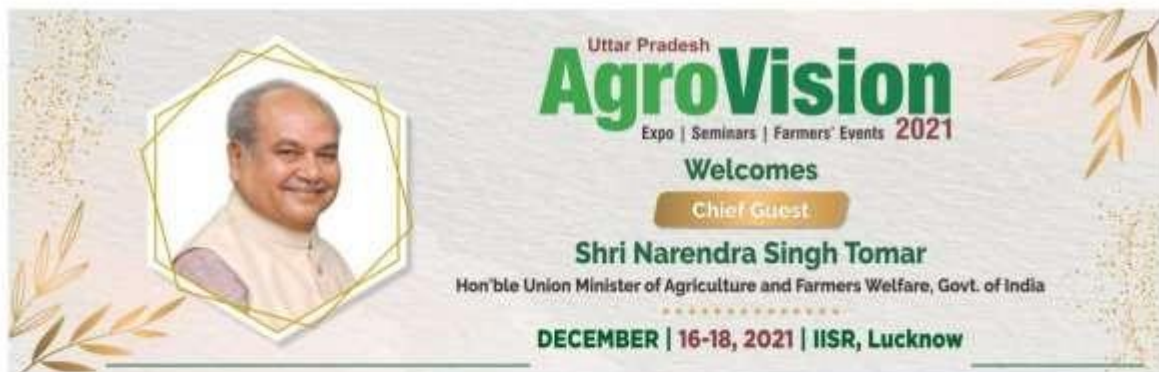 Uttar Pradesh
AgroVision
Expo | Seminars | Farmers' Events 2021
Welcomes
Chief Guest
Shri Narendra Singh Tomar
Hon'ble Union Minister of Agriculture and Farmers Welfare, Govt. of India
DECEMBER | 16-18, 2021 | IISR, Lucknow